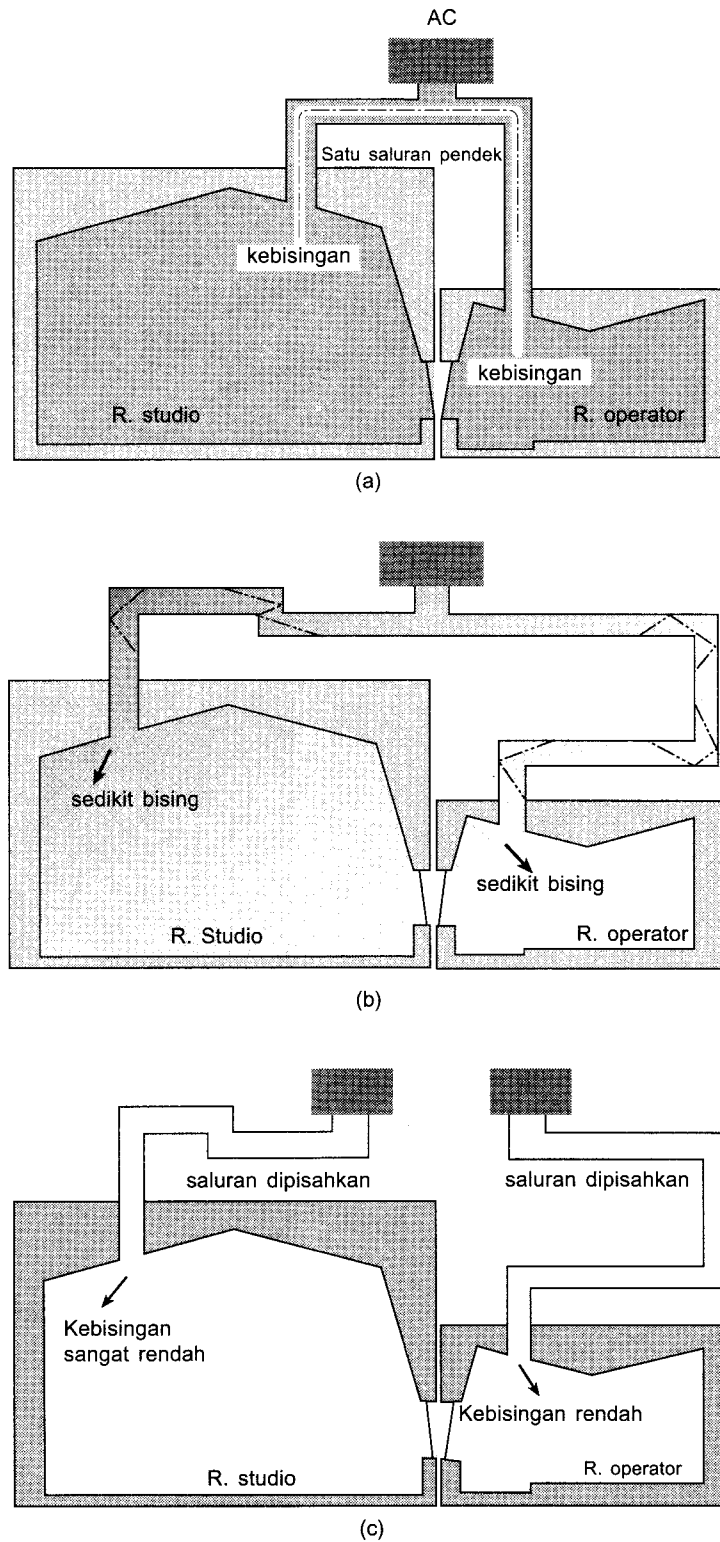 AC
Satu saluran pendek
kebisingan
kebisingan
R. studio
R. operator
(a)
sedikit bising
sedikit bising
R. Studio
R. operator
(b)
saluran dipisahkan
saluran dipisahkan
Kebisingan
sangat rendah
Kebisingan rendah
R. studio
R. operator
(c)